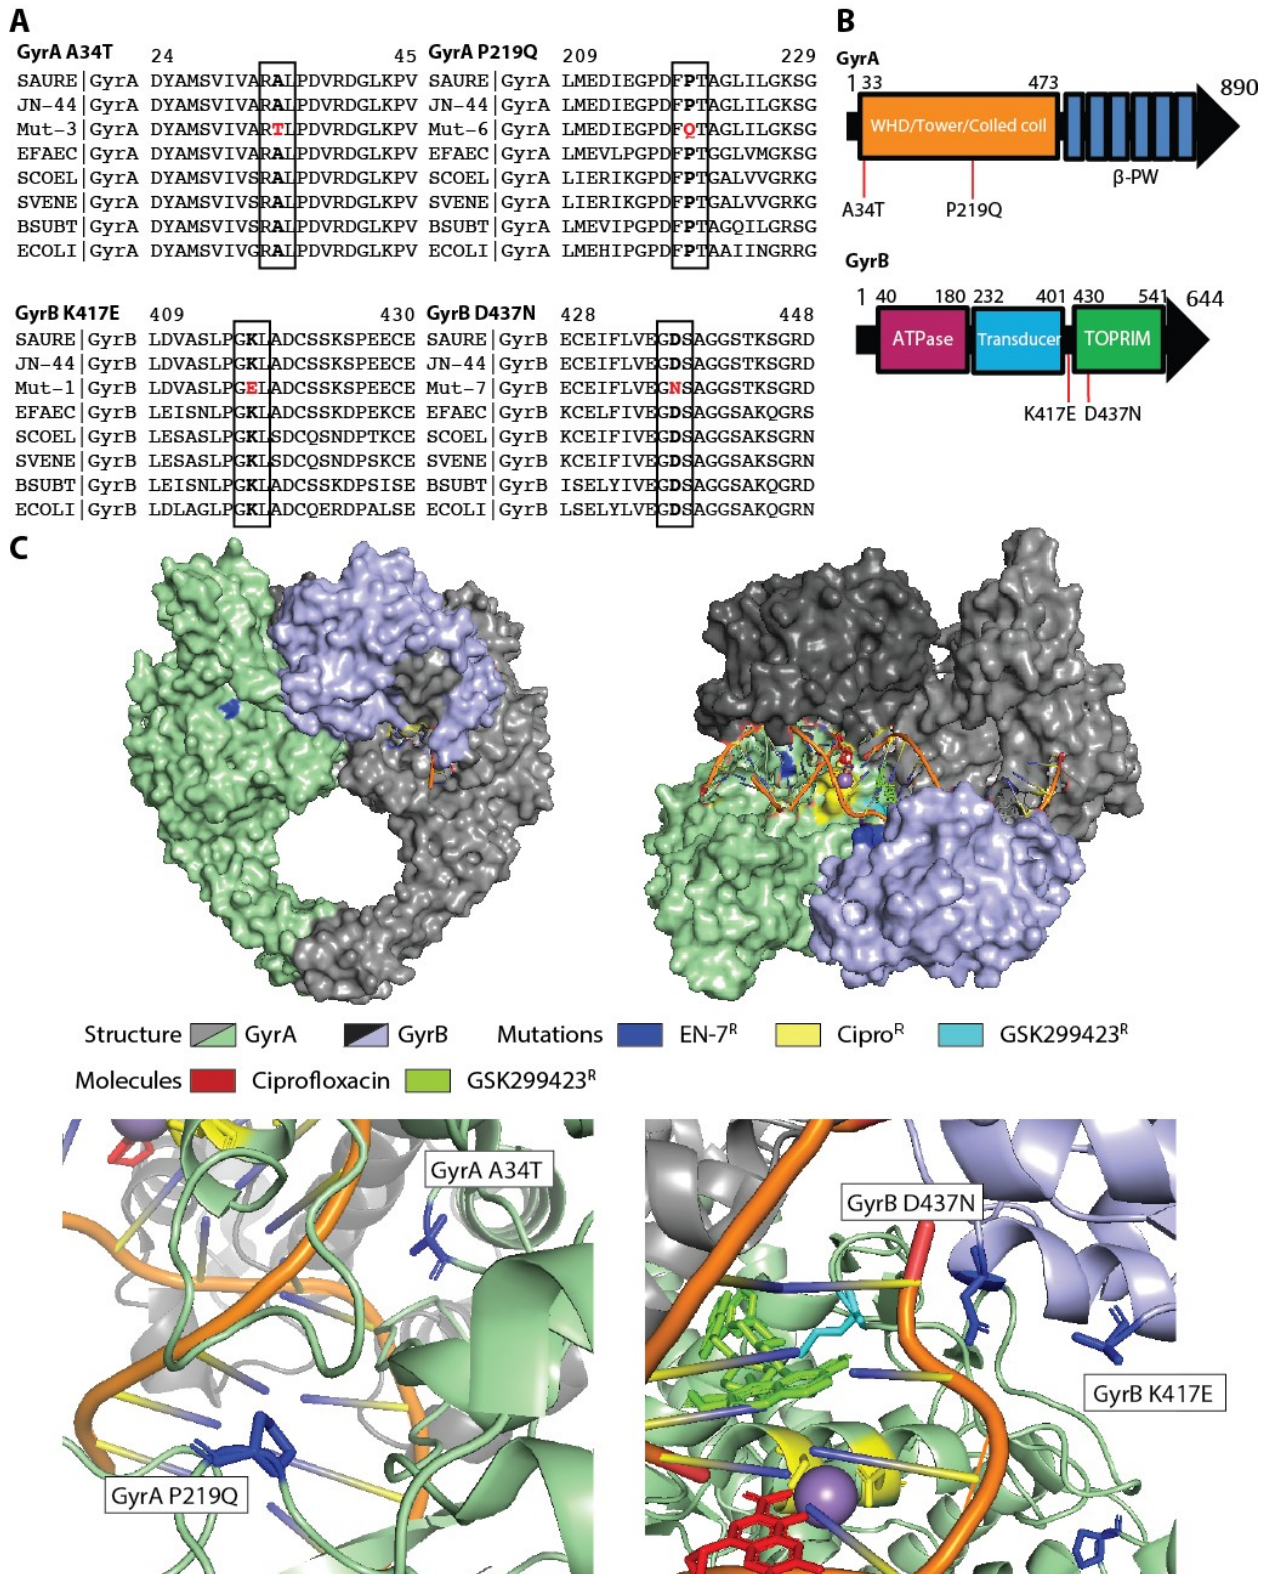 A
GyrA A34T 24 45
SAURE|GyrA DYAMSVIVARALPDVRDGLKPV
JN-44|GyrA DYAMSVIVARALPDVRDGLKPV
Mut-3|GyrA DYAMSVIVARTLPDVRDGLKPV
EFAEC|GyrA DYAMSVIVARALPDVRDGLKPV
SCOEL|GyrA DYAMSVIVSRALPDVRDGLKPV
SVENE|GyrA DYAMSVIVSRALPDVRDGLKPV
BSUBT|GyrA DYAMSVIVSRALPDVRDGLKPV
ECOLI|GyrA DYAMSVIVGRALPDVRDGLKPV
GyrA P219Q 209 229
SAURE|GyrA LMEDIEGPDFPTAGLILGKSG
JN-44|GyrA LMEDIEGPDFPTAGLILGKSG
Mut-6|GyrA LMEDIEGPDFQTAGLILGKSG
EFAEC|GyrA LMEVLPGPDFPTGGLVMGKSG
SCOEL|GyrA LIERIKGPDFPTGALVVGRKG
SVENE|GyrA LIERIKGPDFPTGALVVGRKG
BSUBT|GyrA LMEVIPGPDFPTAGQILGRSG
ECOLI|GyrA LMEHIPGPDFPTAAIINGRRG
GyrB K417E 409 430
SAURE|GyrB LDVASLPGKLADCSSKSPEECE
JN-44|GyrB LDVASLPGKLADCSSKSPEECE
Mut-1|GyrB LDVASLPGELADCSSKSPEECE
EFAEC|GyrB LEISNLPGKLADCSSKDPEKCE
SCOEL|GyrB LESASLPGKLSDCQSNDPTKCE
SVENE|GyrB LESASLPGKLSDCQSNDPSKCE
BSUBT|GyrB LEISNLPGKLADCSSKDPSISE
ECOLI|GyrB LDLAGLPGKLADCQERDPALSE
GyrB D437N 428 448
SAURE|GyrB ECEIFLVEGDSAGGSTKSGRD
JN-44|GyrB ECEIFLVEGDSAGGSTKSGRD
Mut-7|GyrB ECEIFLVEGNSAGGSTKSGRD
EFAEC|GyrB KCELFIVEGDSAGGSAKQGRS
SCOEL|GyrB KCEIFIVEGDSAGGSAKSGRN
SVENE|GyrB KCEIFIVEGDSAGGSAKSGRN
BSUBT|GyrB ISELYIVEGDSAGGSAKQGRD
ECOLI|GyrB LSELYLVEGDSAGGSAKQGRN
B
GyrA
1 33 473 890
WHD/Tower/Coiled coil
β-PW
A34T P219Q
GyrB
1 40 180 232 401 430 541 644
ATPase Transducer TOPRIM
K417E D437N
C
Structure GyrA GyrB Mutations EN-7ᴿ Ciproᴿ GSK299423ᴿ
Molecules Ciprofloxacin GSK299423ᴿ
GyrA A34T
GyrA P219Q
GyrB D437N
GyrB K417E